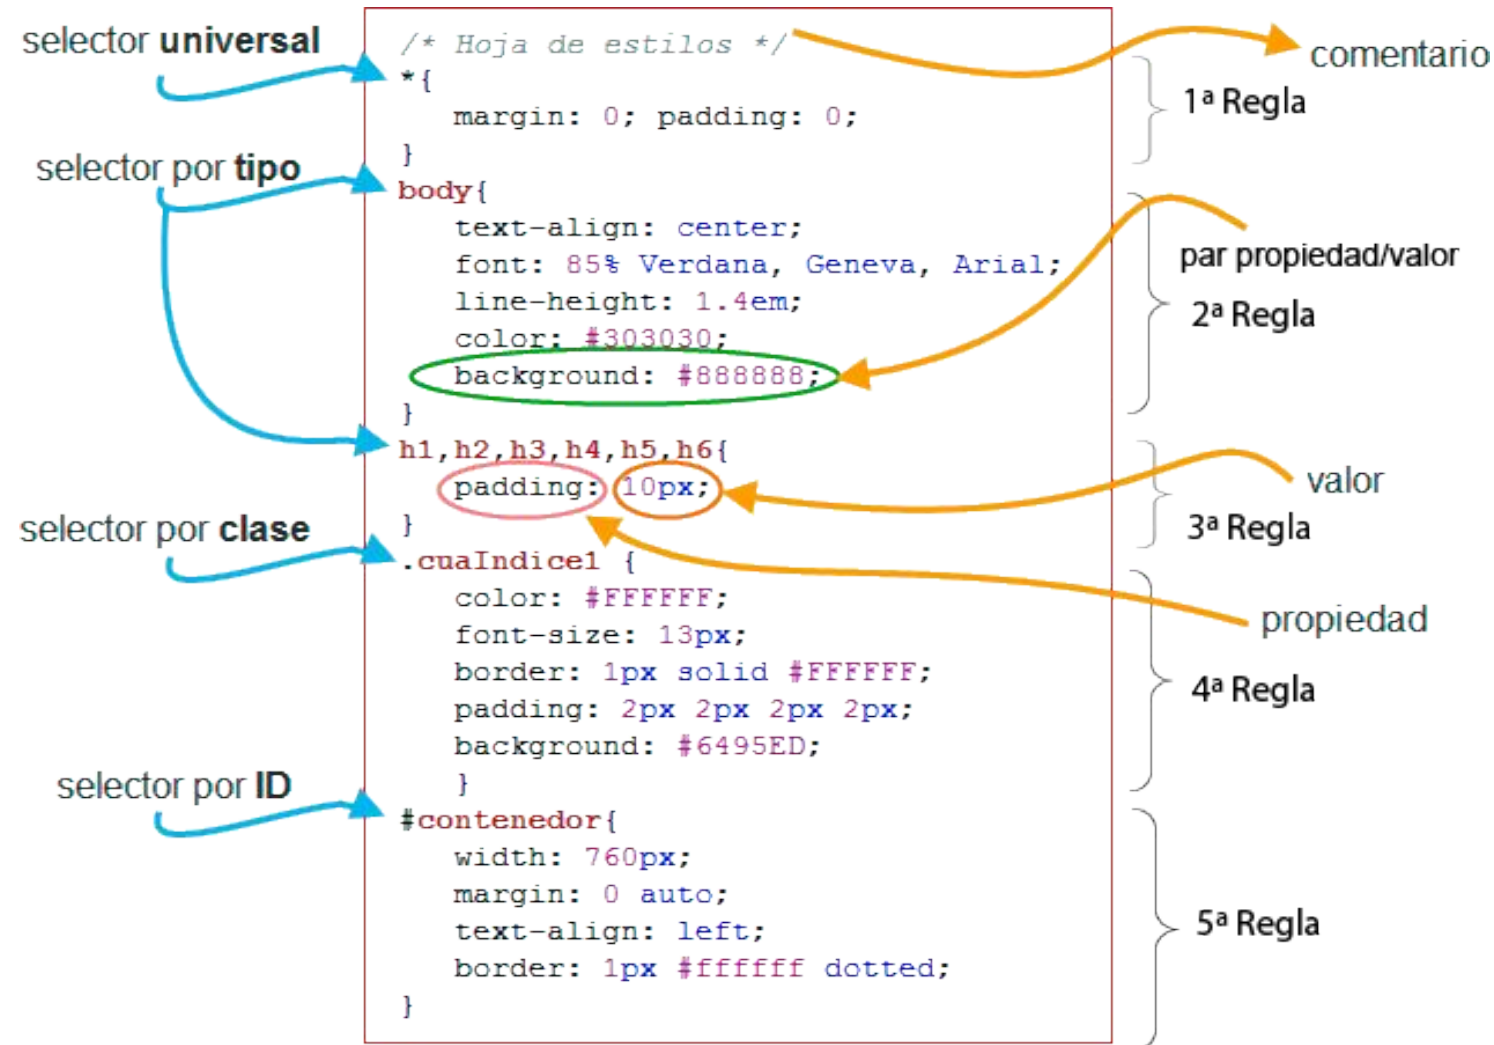 selector universal
/* Hoja de estilos */
comentario
*{
1ª Regla
margin: 0; padding: 0;
}
selector por tipo
body{
text-align: center;
par propiedad/valor
font: 85% Verdana, Geneva, Arial;
line-height: 1.4em;
2ª Regla
color: #303030;
background: #888888;
}
h1,h2,h3,h4,h5,h6{
padding: 10px;
valor
selector por clase
}
3ª Regla
.cuaIndice1 {
color: #FFFFFF;
propiedad
font-size: 13px;
border: 1px solid #FFFFFF;
4ª Regla
padding: 2px 2px 2px 2px;
background: #6495ED;
}
selector por ID
#contenedor{
width: 760px;
margin: 0 auto;
5ª Regla
text-align: left;
border: 1px #ffffff dotted;
}